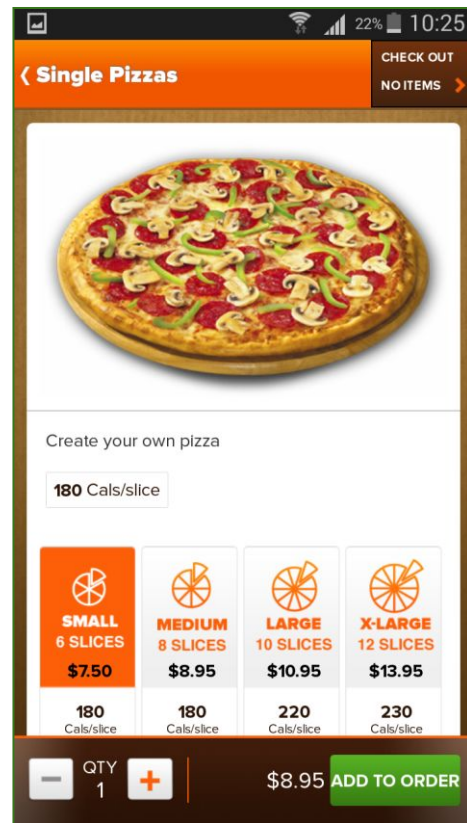 22% 10:25
Single Pizzas
CHECK OUT
NO ITEMS
Create your own pizza
180 Cals/slice
SMALL
6 SLICES
$7.50
180
Cals/slice
MEDIUM
8 SLICES
$8.95
180
Cals/slice
LARGE
10 SLICES
$10.95
220
Cals/slice
X-LARGE
12 SLICES
$13.95
230
Cals/slice
QTY
1
$8.95 ADD TO ORDER